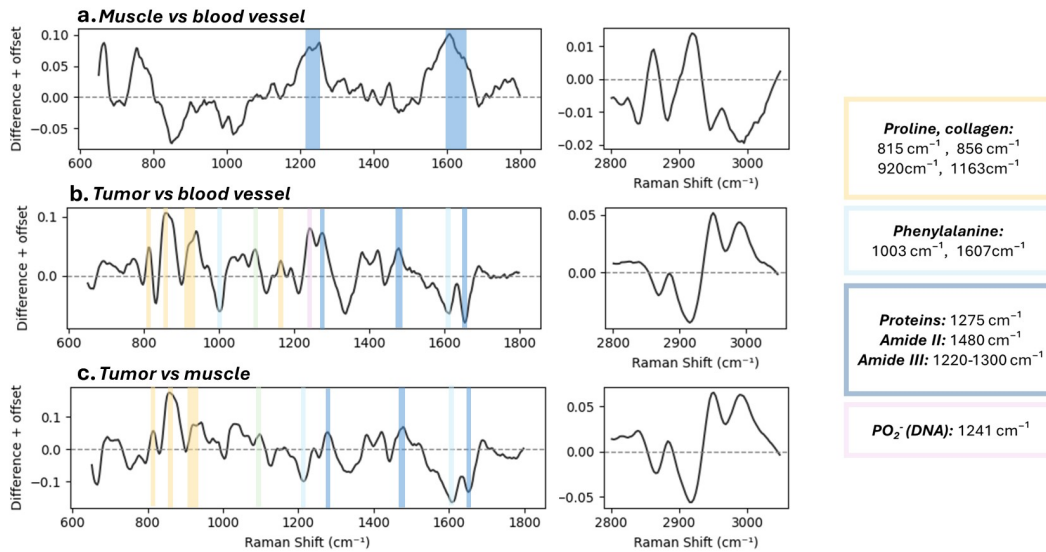 a. Muscle vs blood vessel
Difference + offset
0.10
0.05
0.00
−0.05
600 800 1000 1200 1400 1600 1800
0.01
0.00
−0.01
−0.02
2800 2900 3000
Raman Shift (cm⁻¹)
b. Tumor vs blood vessel
Difference + offset
0.1
0.0
600 800 1000 1200 1400 1600 1800
0.05
0.00
2800 2900 3000
Raman Shift (cm⁻¹)
c. Tumor vs muscle
Difference + offset
0.1
0.0
−0.1
600 800 1000 1200 1400 1600 1800
Raman Shift (cm⁻¹)
0.05
0.00
−0.05
2800 2900 3000
Raman Shift (cm⁻¹)
Proline, collagen:
815 cm⁻¹ , 856 cm⁻¹
920cm⁻¹, 1163cm⁻¹
Phenylalanine:
1003 cm⁻¹, 1607cm⁻¹
Proteins: 1275 cm⁻¹
Amide II: 1480 cm⁻¹
Amide III: 1220-1300 cm⁻¹
PO₂⁻(DNA): 1241 cm⁻¹